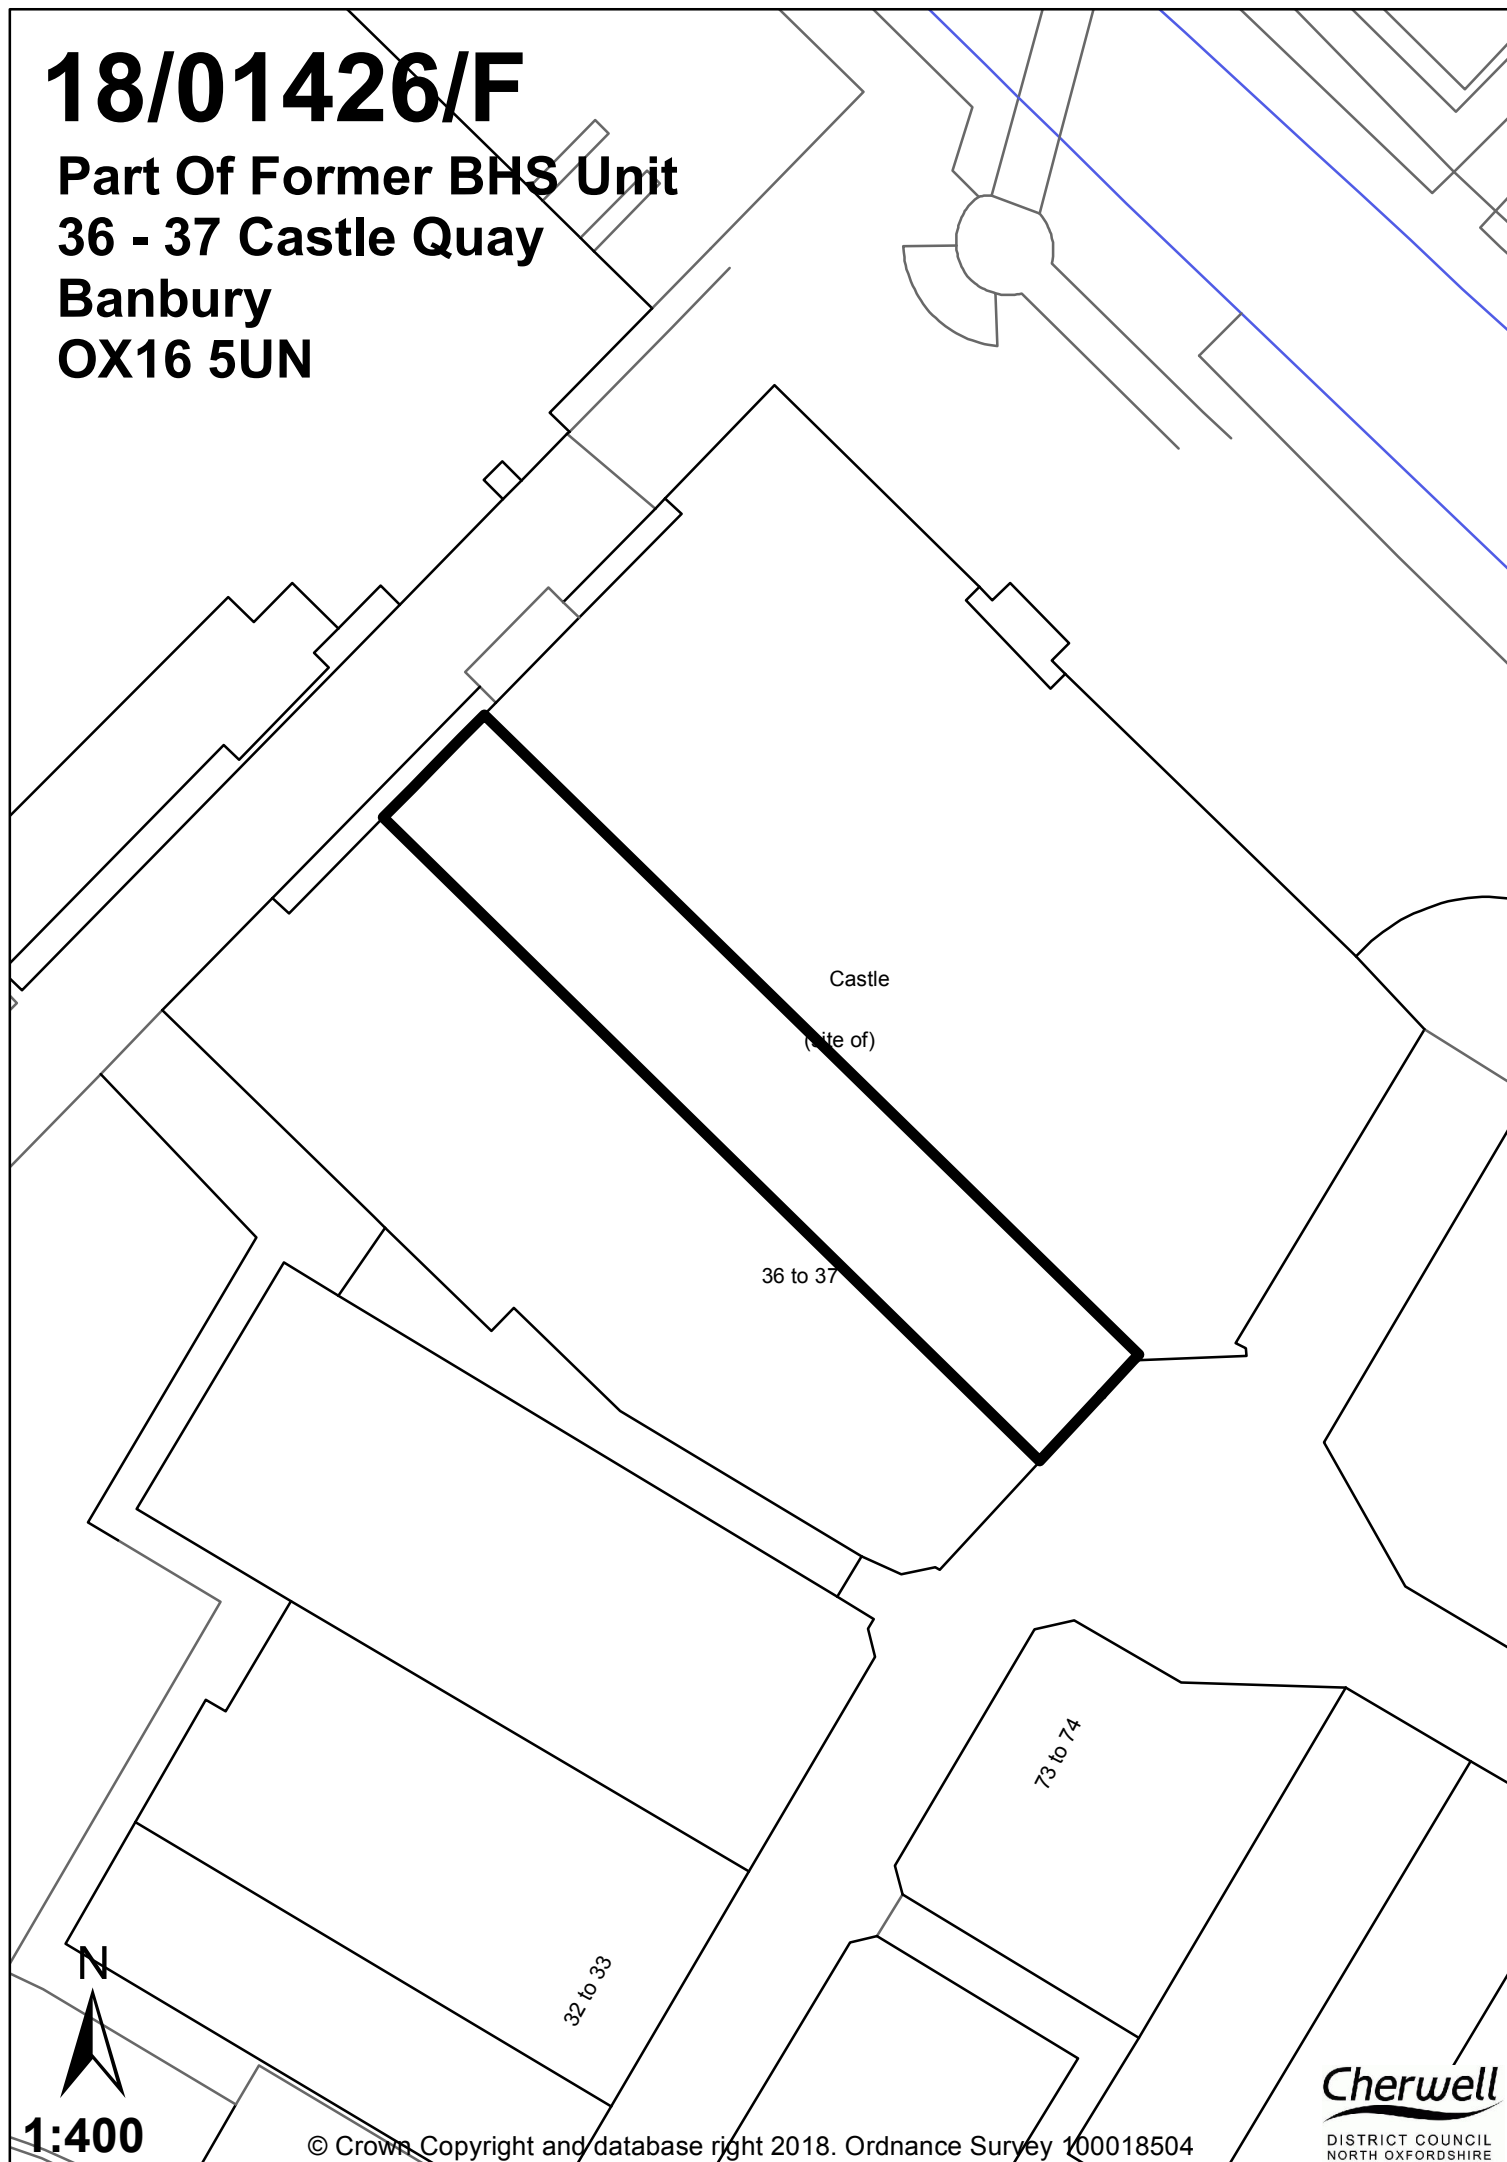 18/01426/F
Part Of Former BHS Unit
36 - 37 Castle Quay
Banbury
OX16 5UN
Castle
(site of)
36 to 37
73 to 74
32 to 33
N
1:400
© Crown Copyright and database right 2018. Ordnance Survey 100018504
Cherwell
DISTRICT COUNCIL
NORTH OXFORDSHIRE